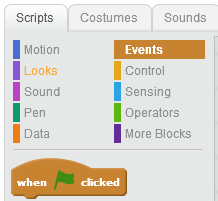 Scripts Costumes Sounds
Motion Events
Looks Control
Sound Sensing
Pen Operators
Data More Blocks
when clicked